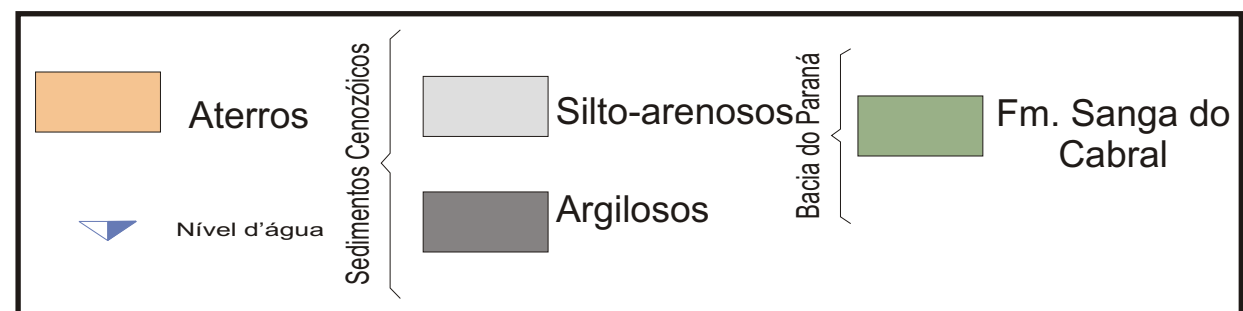 Aterros
Nível d'água
Sedimentos Cenozóicos
Silto-arenosos
Argilosos
Bacia do Paraná
Fm. Sanga do
Cabral